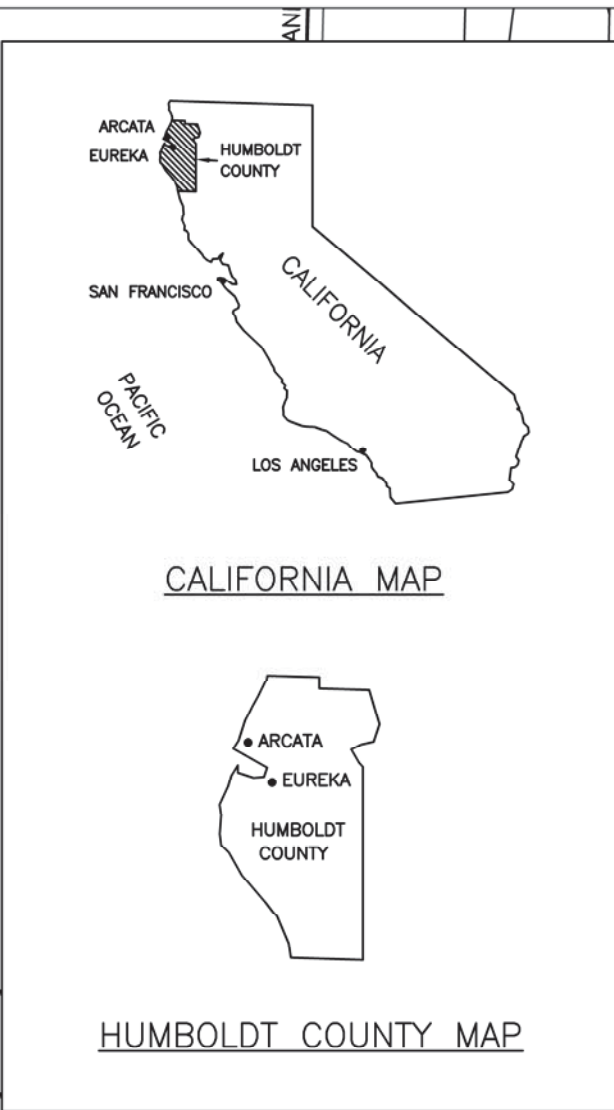 ARCATA
EUREKA
HUMBOLDT
COUNTY
SAN FRANCISCO
CALIFORNIA
PACIFIC
OCEAN
LOS ANGELES
CALIFORNIA MAP
ARCATA
EUREKA
HUMBOLDT
COUNTY
HUMBOLDT COUNTY MAP